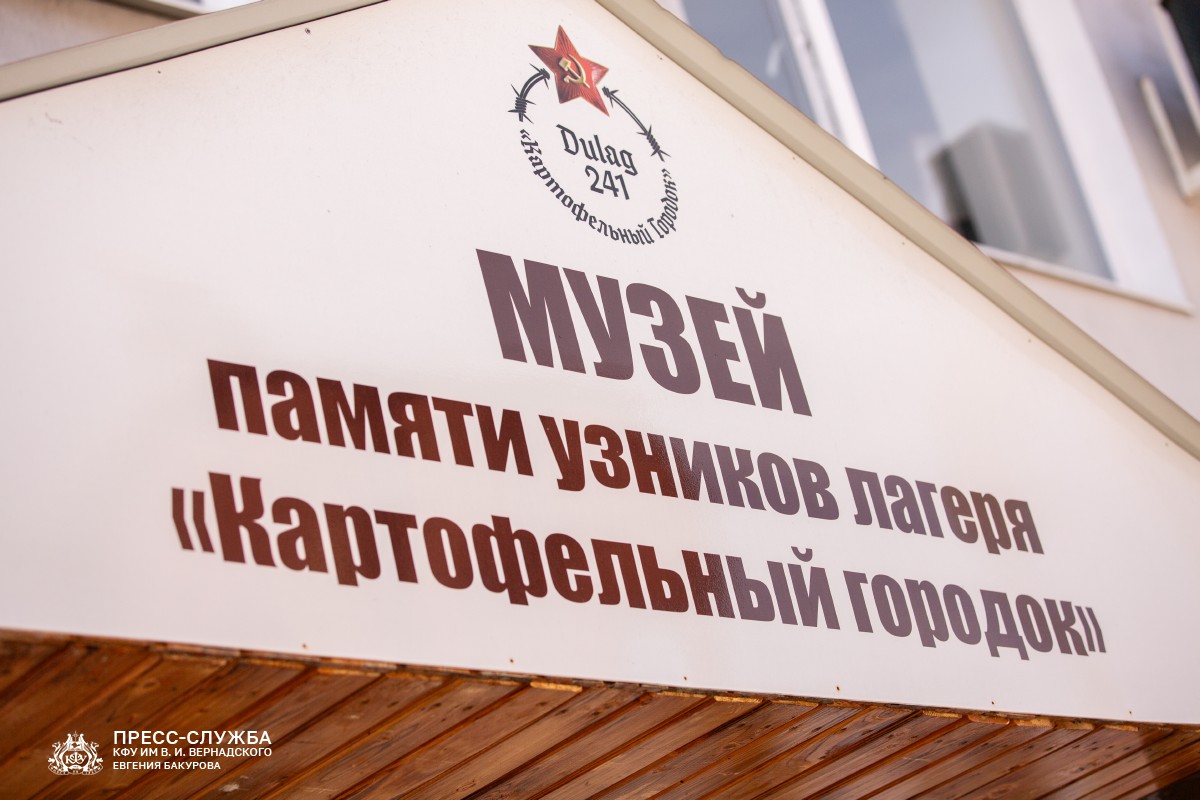 Dulag
241
«Картофельный Городок»
МУЗЕЙ
памяти узников лагеря
«Картофельный городок»
ПРЕСС-СЛУЖБА
КФУ ИМ В. И. ВЕРНАДСКОГО
ЕВГЕНИЯ БАКУРОВА